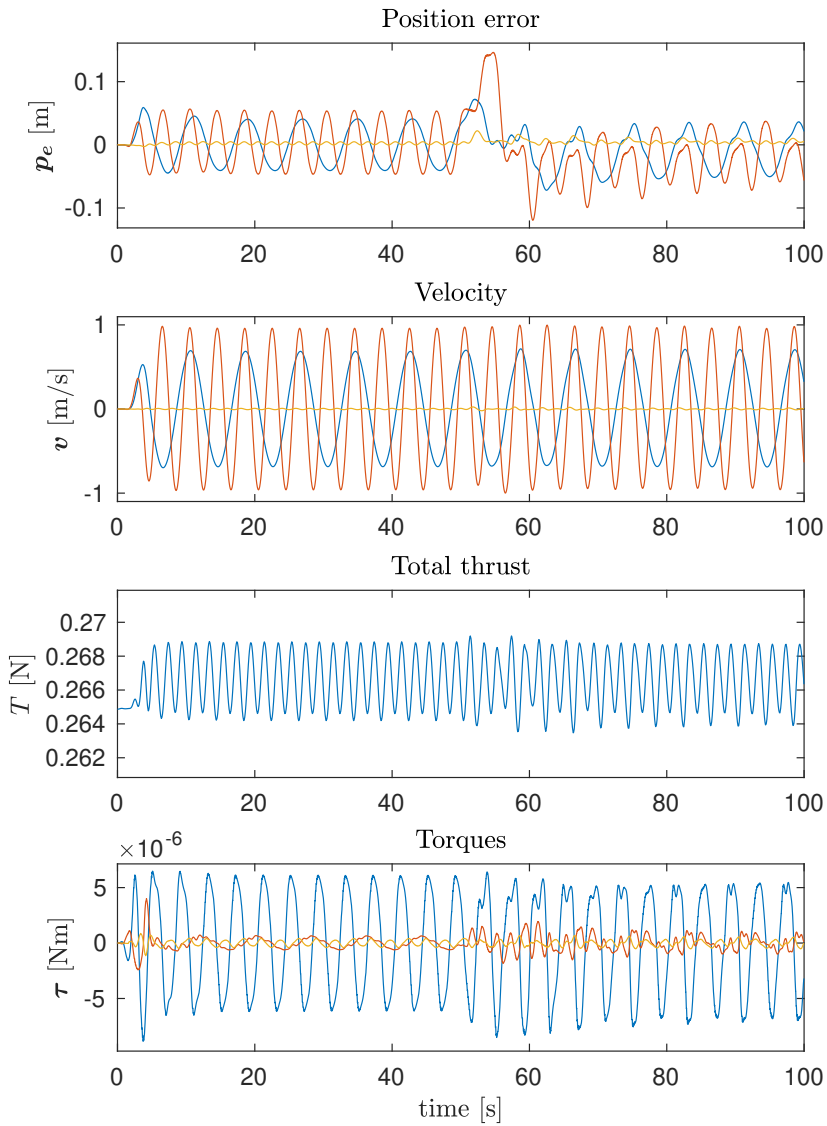 Position error
0.1
0
-0.1
p_e [m]
0 20 40 60 80 100
Velocity
1
0
-1
v [m/s]
0 20 40 60 80 100
Total thrust
0.27
0.268
0.266
0.264
0.262
T [N]
0 20 40 60 80 100
×10^-6 Torques
5
0
-5
τ [Nm]
0 20 40 60 80 100
time [s]